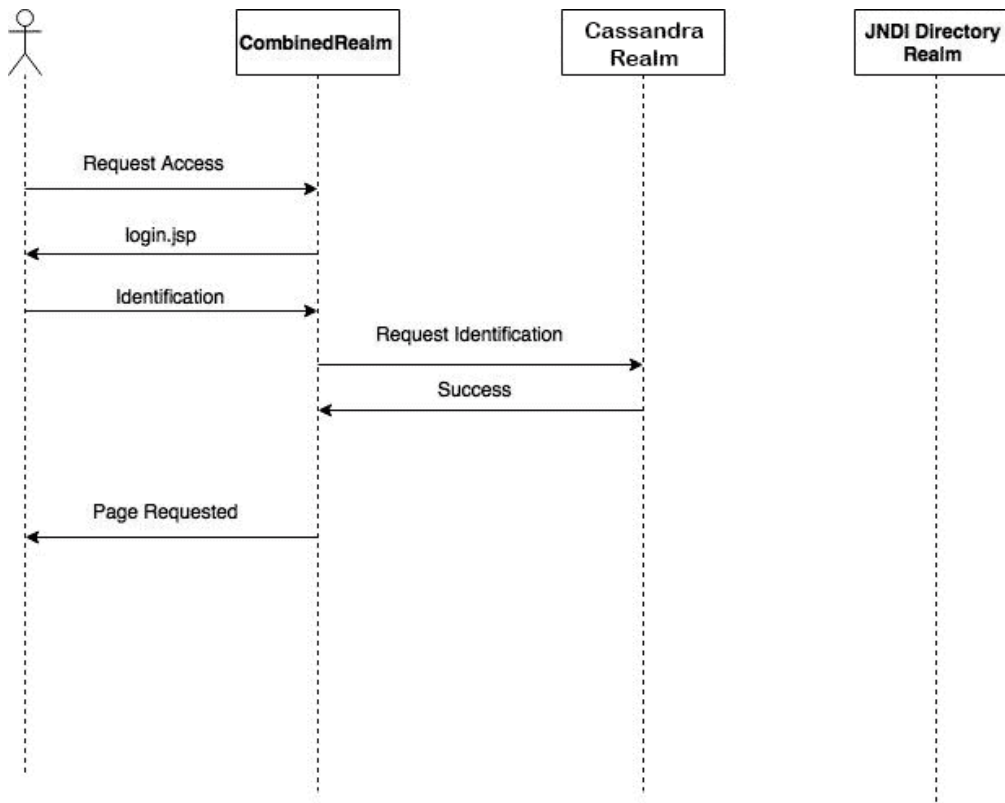 CombinedRealm
Cassandra
Realm
JNDI Directory
Realm
Request Access
login.jsp
Identification
Request Identification
Success
Page Requested